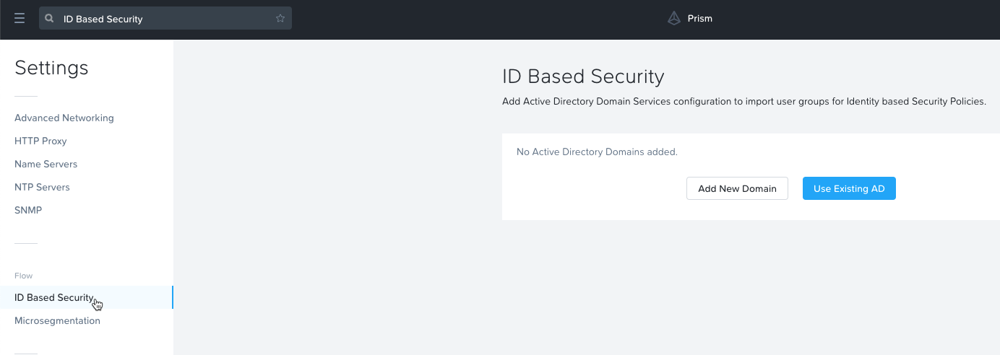 ID Based Security
Prism
Settings
Advanced Networking
HTTP Proxy
Name Servers
NTP Servers
SNMP
Flow
ID Based Security
Microsegmentation
ID Based Security
Add Active Directory Domain Services configuration to import user groups for Identity based Security Policies.
No Active Directory Domains added.
Add New Domain
Use Existing AD